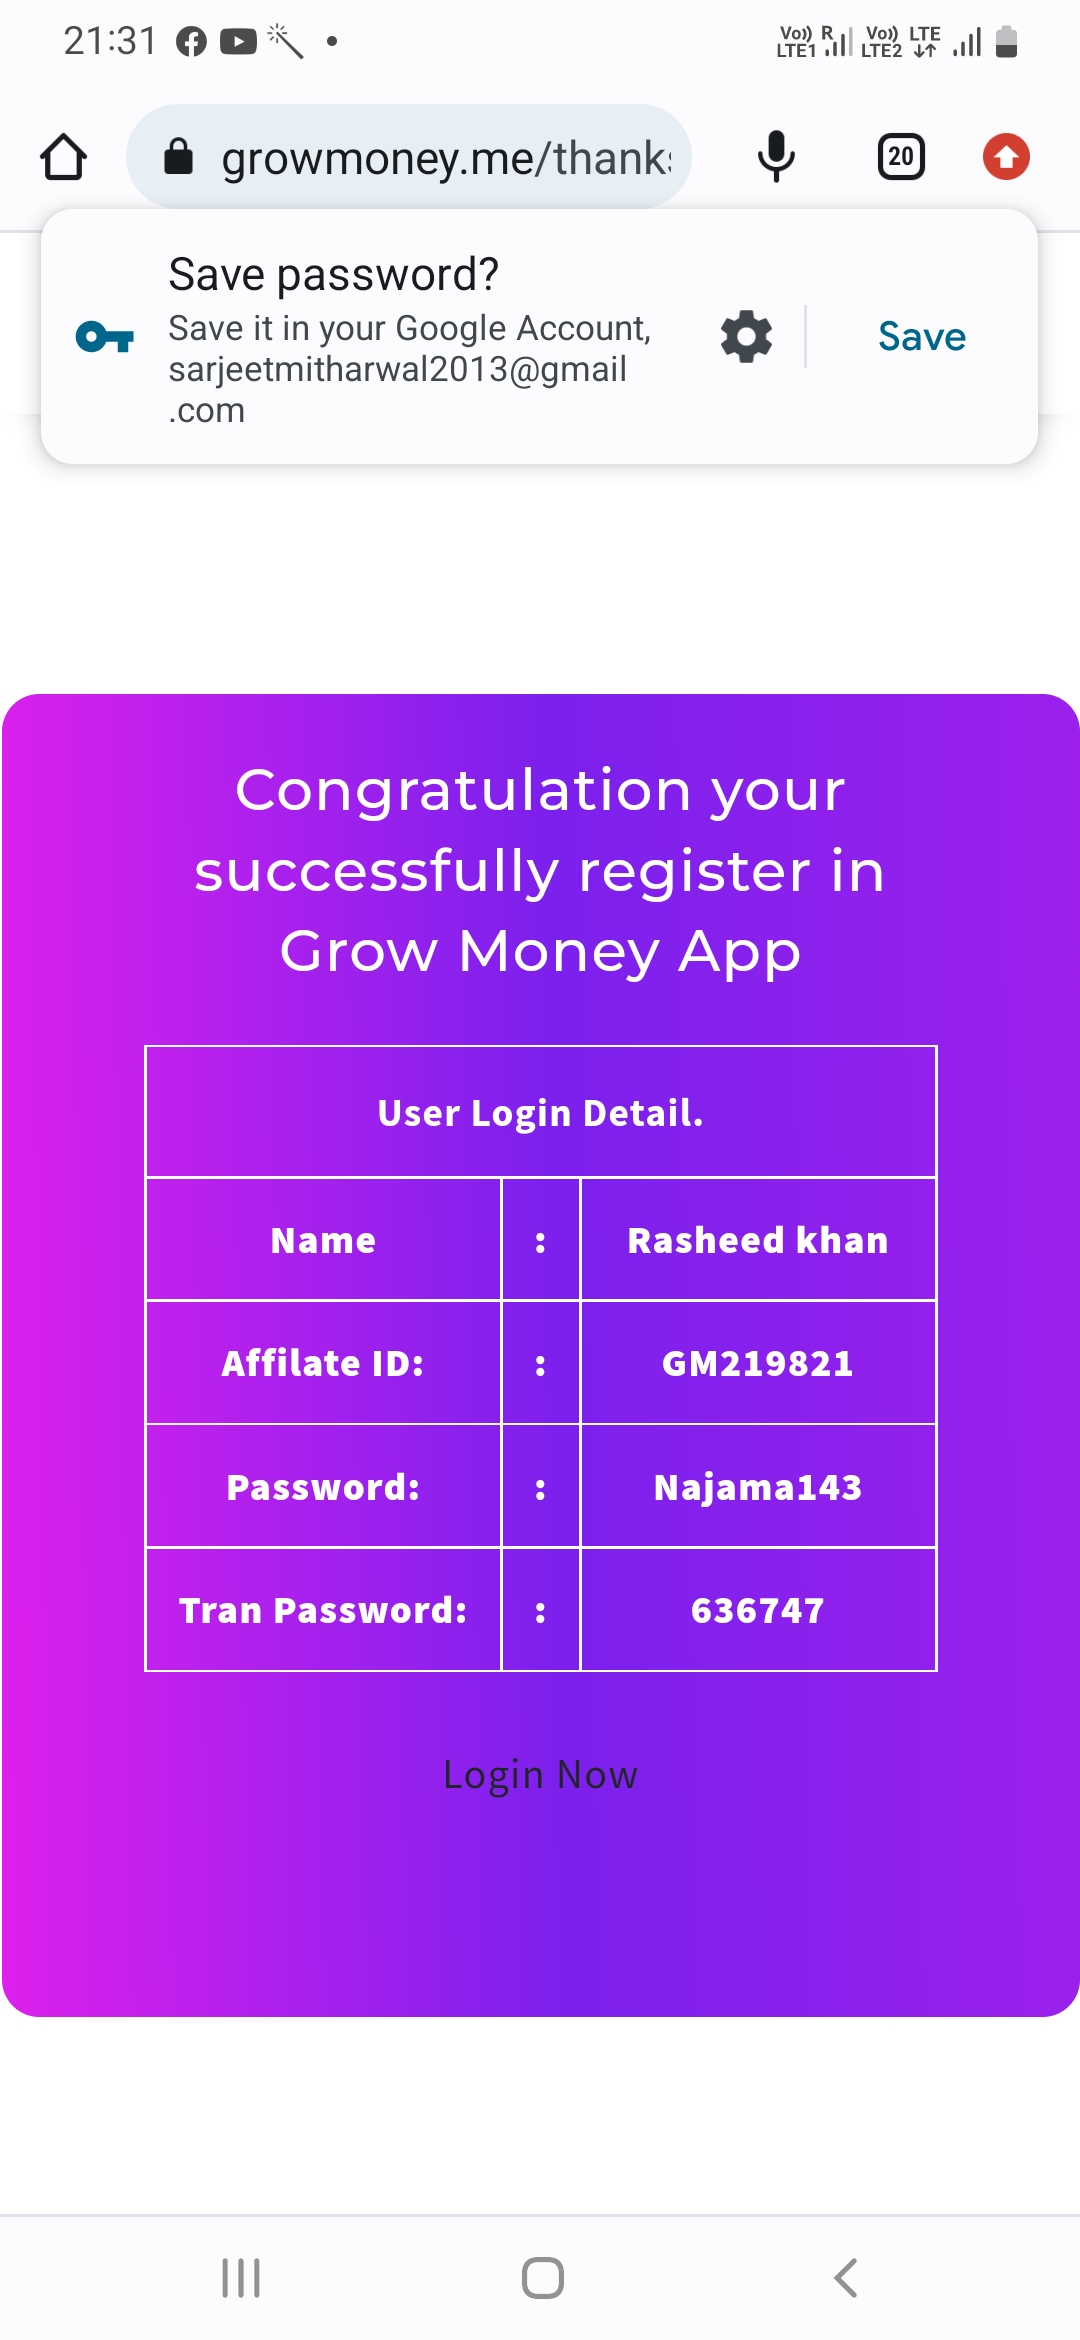 21:31
Vo)) R Vo)) LTE
LTE1 LTE2
growmoney.me/thank
20
Save password?
Save it in your Google Account,
sarjeetmitharwal2013@gmail
.com
Save
Congratulation your
successfully register in
Grow Money App
User Login Detail.
Name : Rasheed khan
Affilate ID: : GM219821
Password: : Najama143
Tran Password: : 636747
Login Now